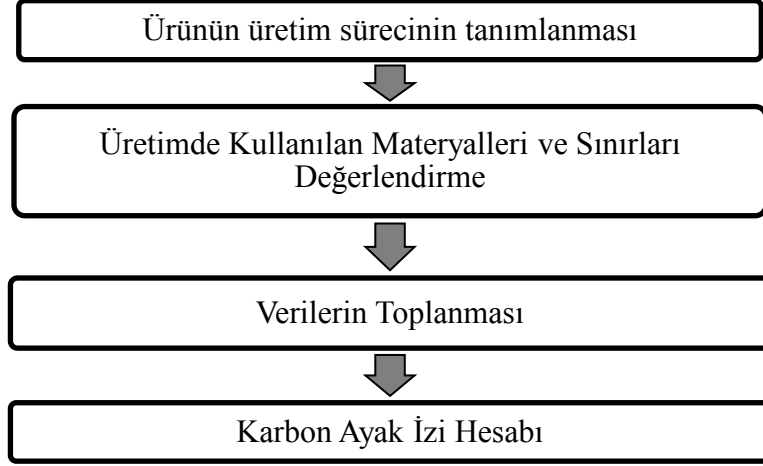 Ürünün üretim sürecinin tanımlanması
Üretimde Kullanılan Materyalleri ve Sınırları
Değerlendirme
Verilerin Toplanması
Karbon Ayak İzi Hesabı